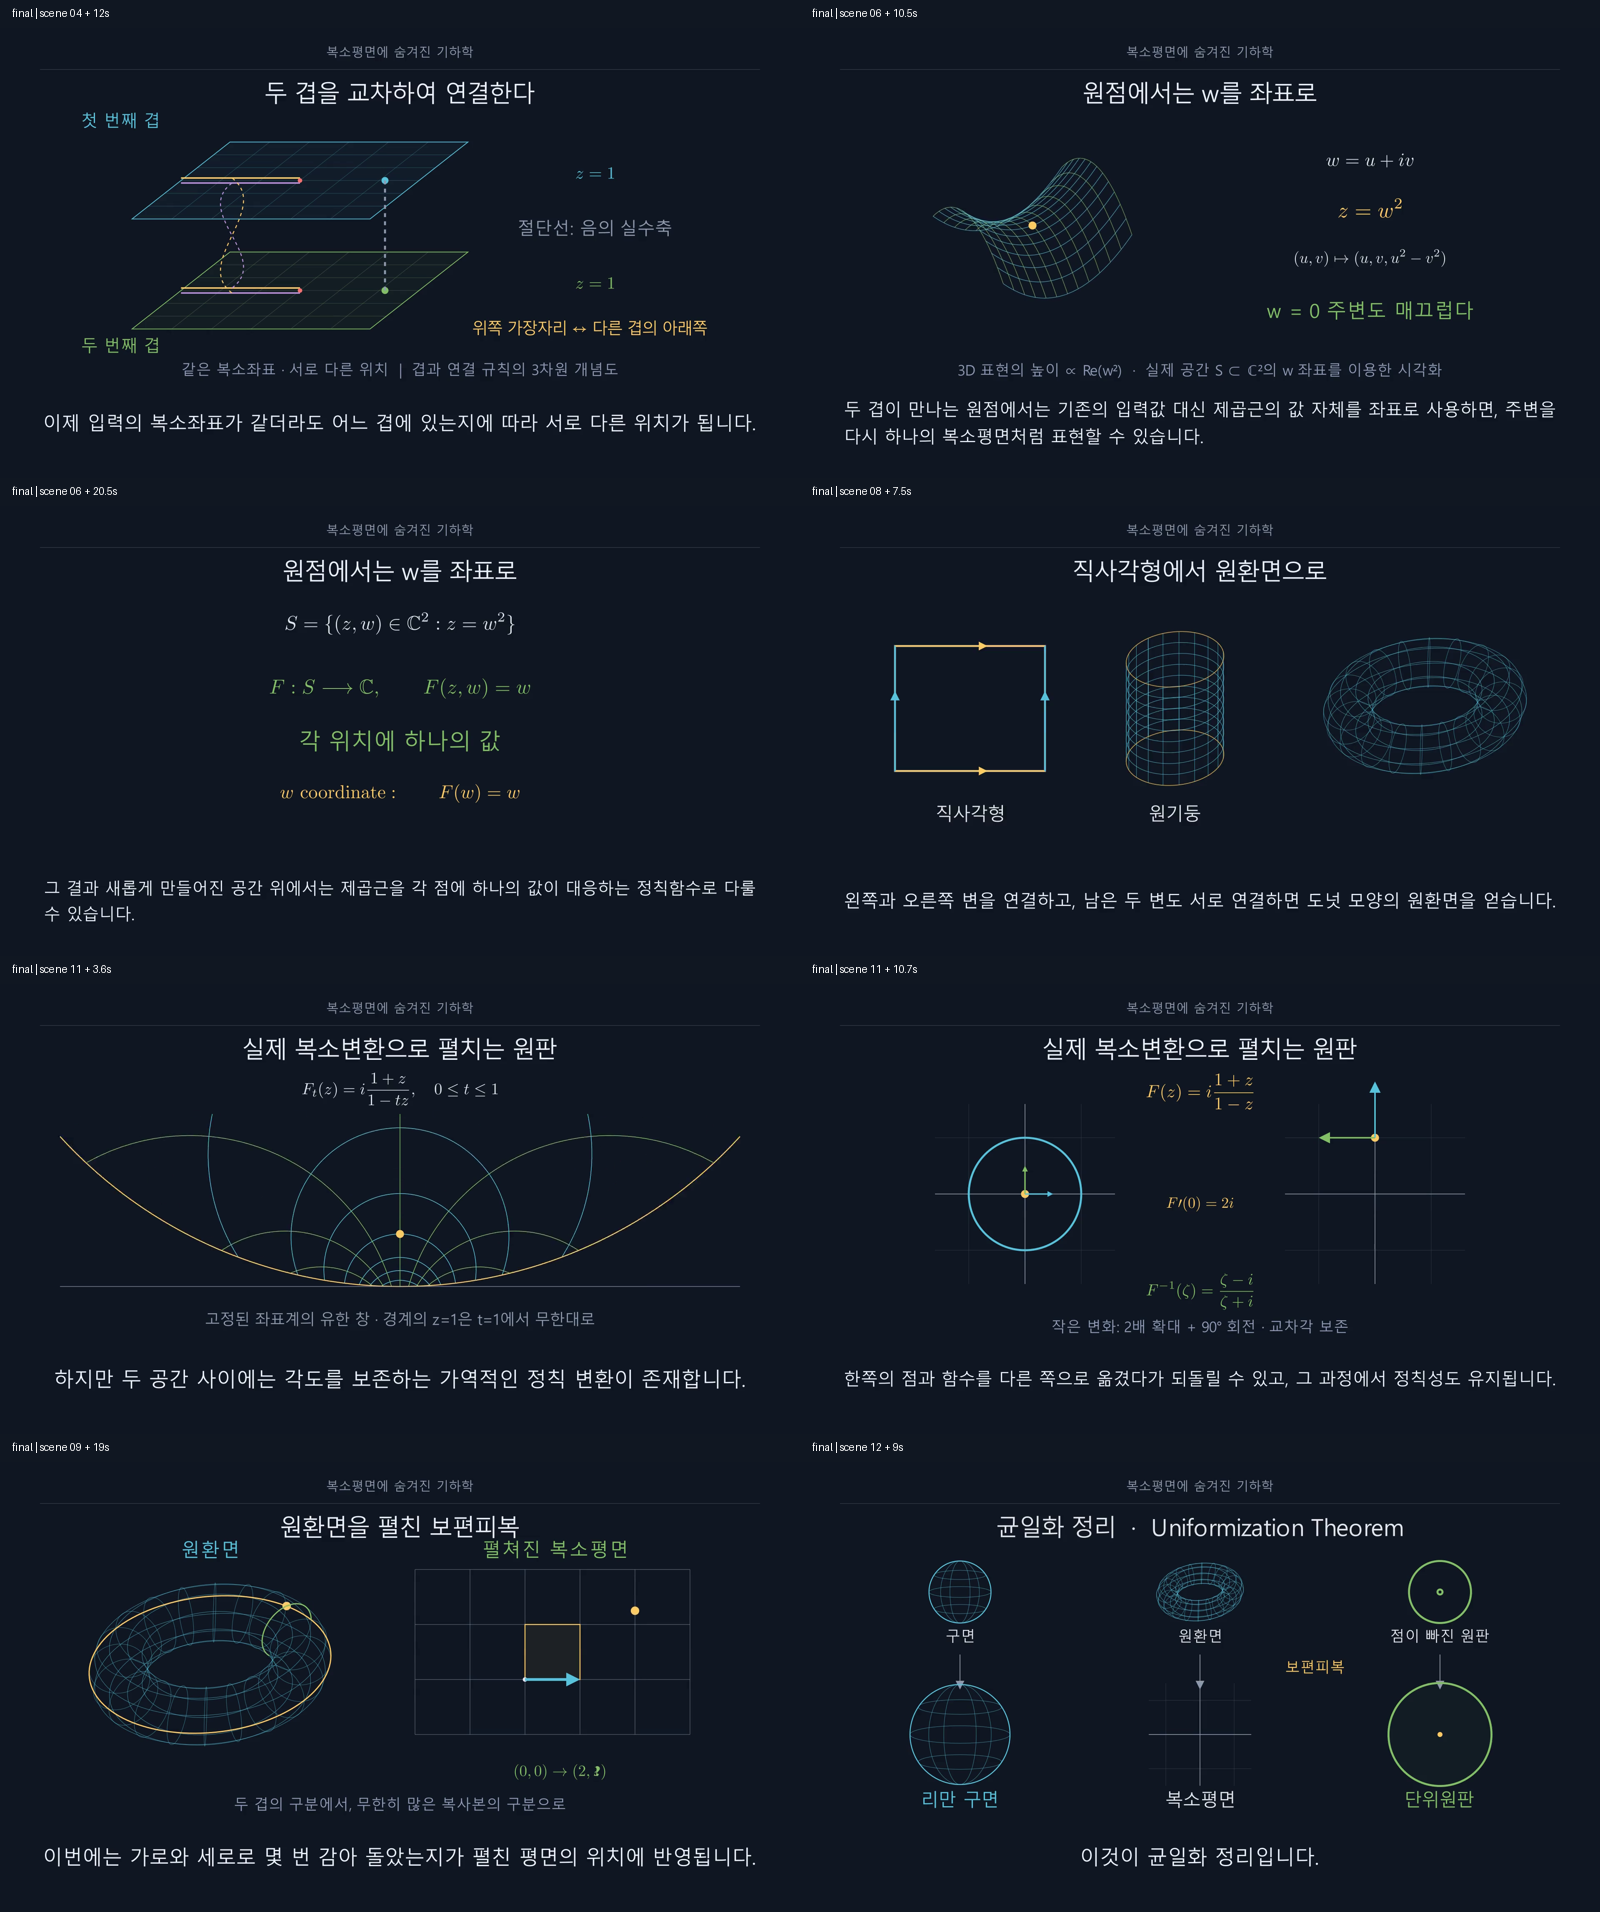 final | scene 04 + 12s
복소평면에 숨겨진 기하학
두 겹을 교차하여 연결한다
첫 번째 겹
z = 1
절단선: 음의 실수축
z = 1
위쪽 가장자리 ↔ 다른 겹의 아래쪽
두 번째 겹
같은 복소좌표 · 서로 다른 위치 | 겹과 연결 규칙의 3차원 개념도
이제 입력의 복소좌표가 같더라도 어느 겹에 있는지에 따라 서로 다른 위치가 됩니다.
final | scene 06 + 10.5s
복소평면에 숨겨진 기하학
원점에서는 w를 좌표로
w = u + iv
z = w²
(u, v) ↦ (u, v, u² − v²)
w = 0 주변도 매끄럽다
3D 표현의 높이 ∝ Re(w²) · 실제 공간 S ⊂ ℂ²의 w 좌표를 이용한 시각화
두 겹이 만나는 원점에서는 기존의 입력값 대신 제곱근의 값 자체를 좌표로 사용하면, 주변을
다시 하나의 복소평면처럼 표현할 수 있습니다.
final | scene 06 + 20.5s
복소평면에 숨겨진 기하학
원점에서는 w를 좌표로
S = {(z, w) ∈ ℂ² : z = w²}
F : S ⟶ ℂ, F(z, w) = w
각 위치에 하나의 값
w coordinate : F(w) = w
그 결과 새롭게 만들어진 공간 위에서는 제곱근을 각 점에 하나의 값이 대응하는 정칙함수로 다룰
수 있습니다.
final | scene 08 + 7.5s
복소평면에 숨겨진 기하학
직사각형에서 원환면으로
직사각형
원기둥
왼쪽과 오른쪽 변을 연결하고, 남은 두 변도 서로 연결하면 도넛 모양의 원환면을 얻습니다.
final | scene 11 + 3.6s
복소평면에 숨겨진 기하학
실제 복소변환으로 펼치는 원판
F_t(z) = i (1 + z)/(1 − tz), 0 ≤ t ≤ 1
고정된 좌표계의 유한 창 · 경계의 z=1은 t=1에서 무한대로
하지만 두 공간 사이에는 각도를 보존하는 가역적인 정칙 변환이 존재합니다.
final | scene 11 + 10.7s
복소평면에 숨겨진 기하학
실제 복소변환으로 펼치는 원판
F(z) = i (1 + z)/(1 − z)
F′(0) = 2i
F⁻¹(ζ) = (ζ − i)/(ζ + i)
작은 변화: 2배 확대 + 90° 회전 · 교차각 보존
한쪽의 점과 함수를 다른 쪽으로 옮겼다가 되돌릴 수 있고, 그 과정에서 정칙성도 유지됩니다.
final | scene 09 + 19s
복소평면에 숨겨진 기하학
원환면을 펼친 보편피복
원환면
펼쳐진 복소평면
(0, 0) → (2,
두 겹의 구분에서, 무한히 많은 복사본의 구분으로
이번에는 가로와 세로로 몇 번 감아 돌았는지가 펼친 평면의 위치에 반영됩니다.
final | scene 12 + 9s
복소평면에 숨겨진 기하학
균일화 정리 · Uniformization Theorem
구면
원환면
점이 빠진 원판
보편피복
리만 구면
복소평면
단위원판
이것이 균일화 정리입니다.